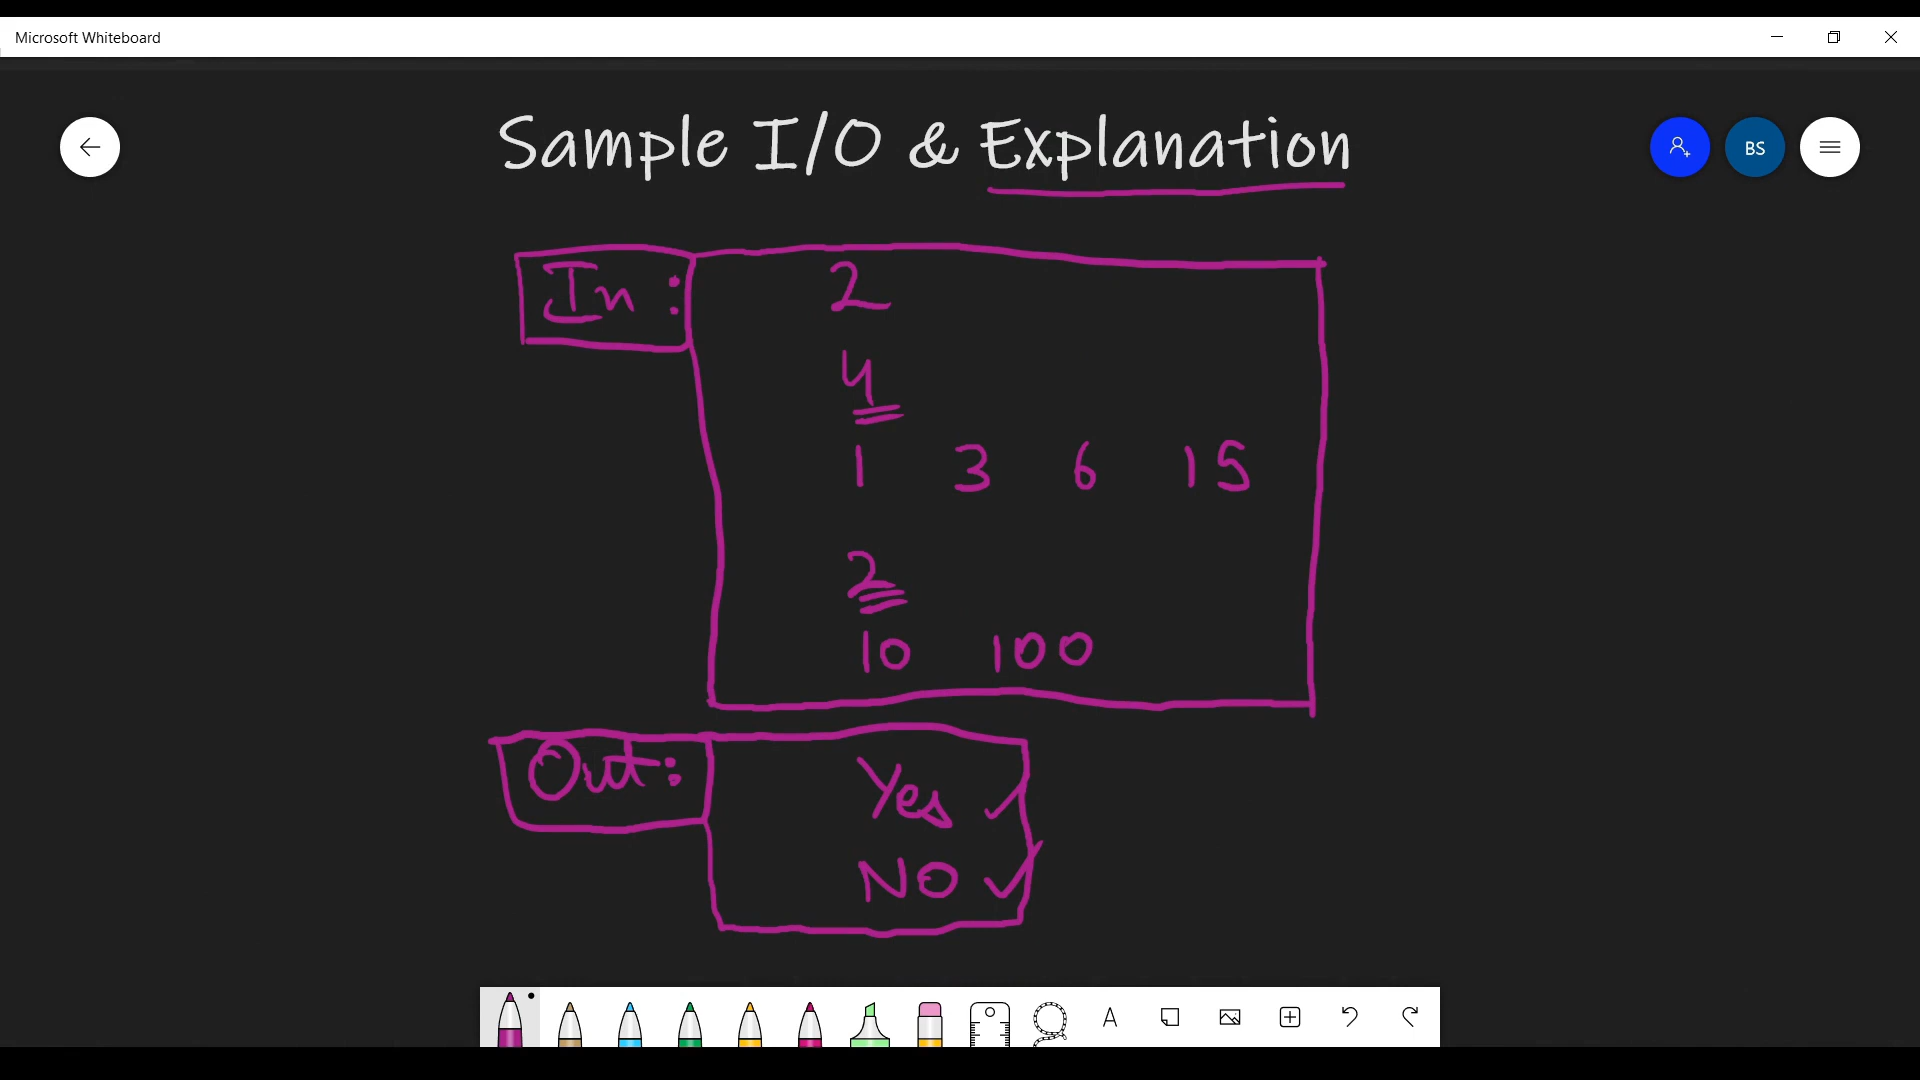 Microsoft Whiteboard
Sample I/O & Explanation
BS
In :
2
4
1 3 6 15
2
10 100
Out:
Yes
NO
A